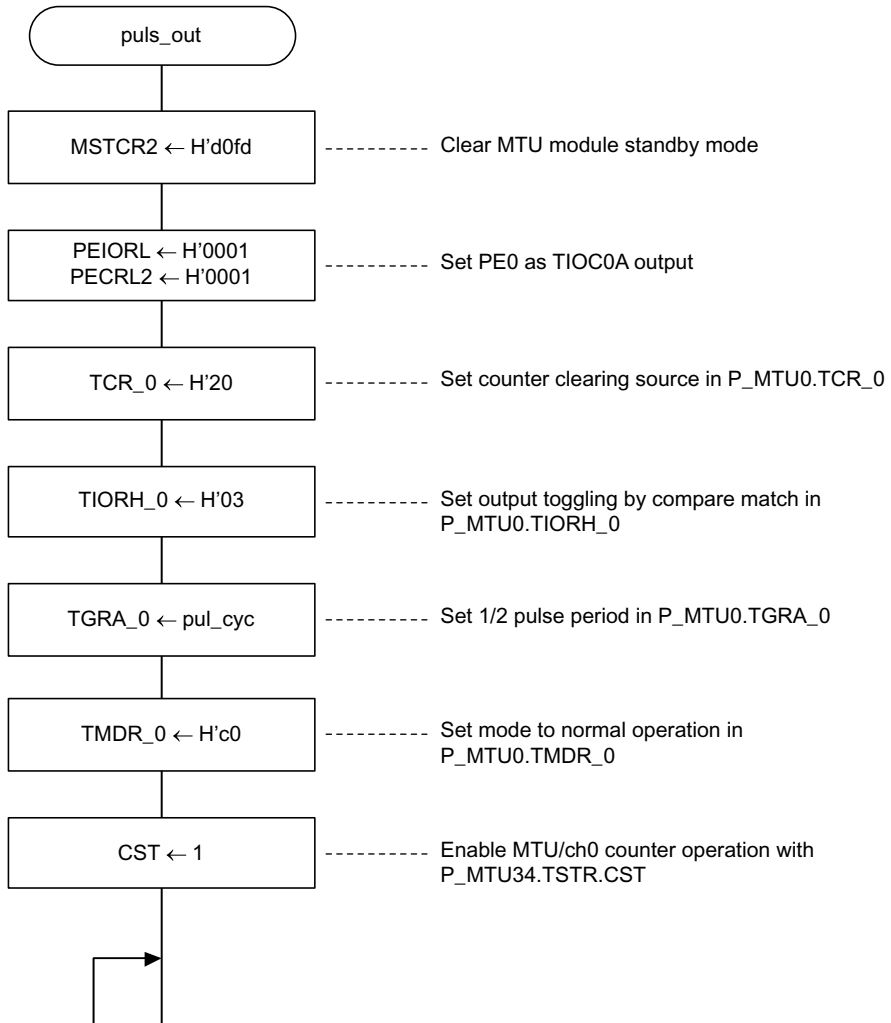 puls_out
MSTCR2 ← H'd0fd
Clear MTU module standby mode
PEIORL ← H'0001
PECRL2 ← H'0001
Set PE0 as TIOC0A output
TCR_0 ← H'20
Set counter clearing source in P_MTU0.TCR_0
TIORH_0 ← H'03
Set output toggling by compare match in
P_MTU0.TIORH_0
TGRA_0 ← pul_cyc
Set 1/2 pulse period in P_MTU0.TGRA_0
TMDR_0 ← H'c0
Set mode to normal operation in
P_MTU0.TMDR_0
CST ← 1
Enable MTU/ch0 counter operation with
P_MTU34.TSTR.CST